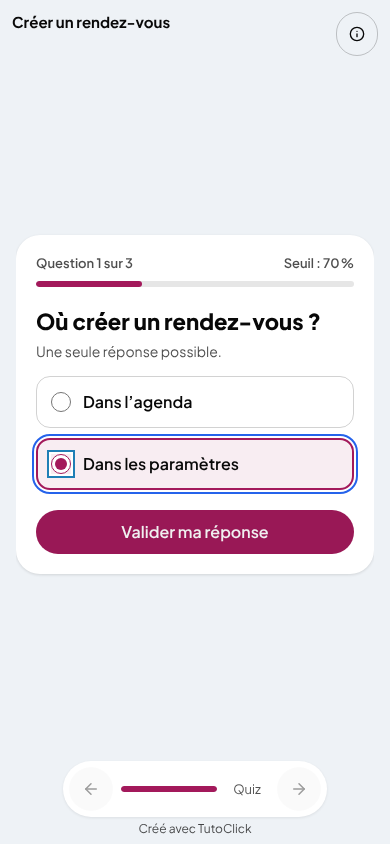 Créer un rendez-vous
Question 1 sur 3
Seuil : 70 %
Où créer un rendez-vous ?
Une seule réponse possible.
Dans l’agenda
Dans les paramètres
Valider ma réponse
Quiz
Créé avec TutoClick